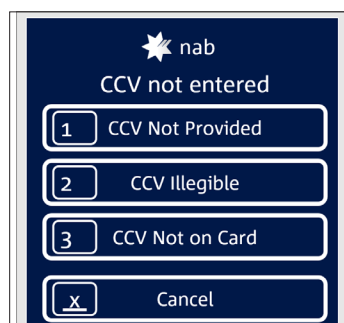 nab
CCV not entered
1 CCV Not Provided
2 CCV Illegible
3 CCV Not on Card
x Cancel